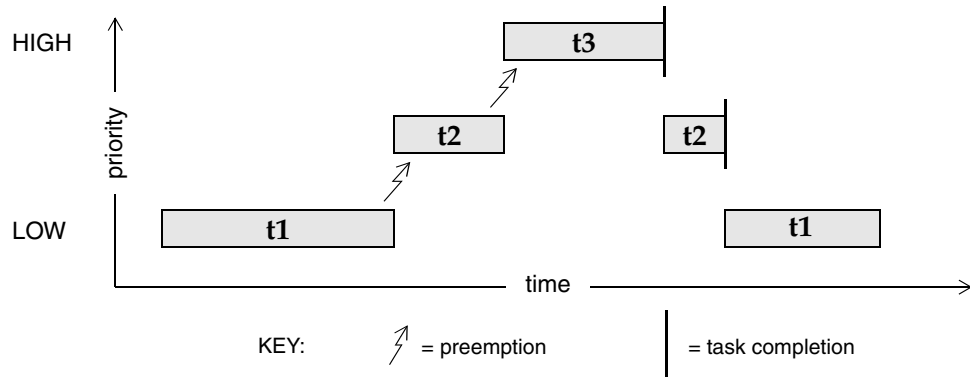 HIGH
t3
priority
t2
t2
LOW
t1
t1
time
KEY:
= preemption
= task completion